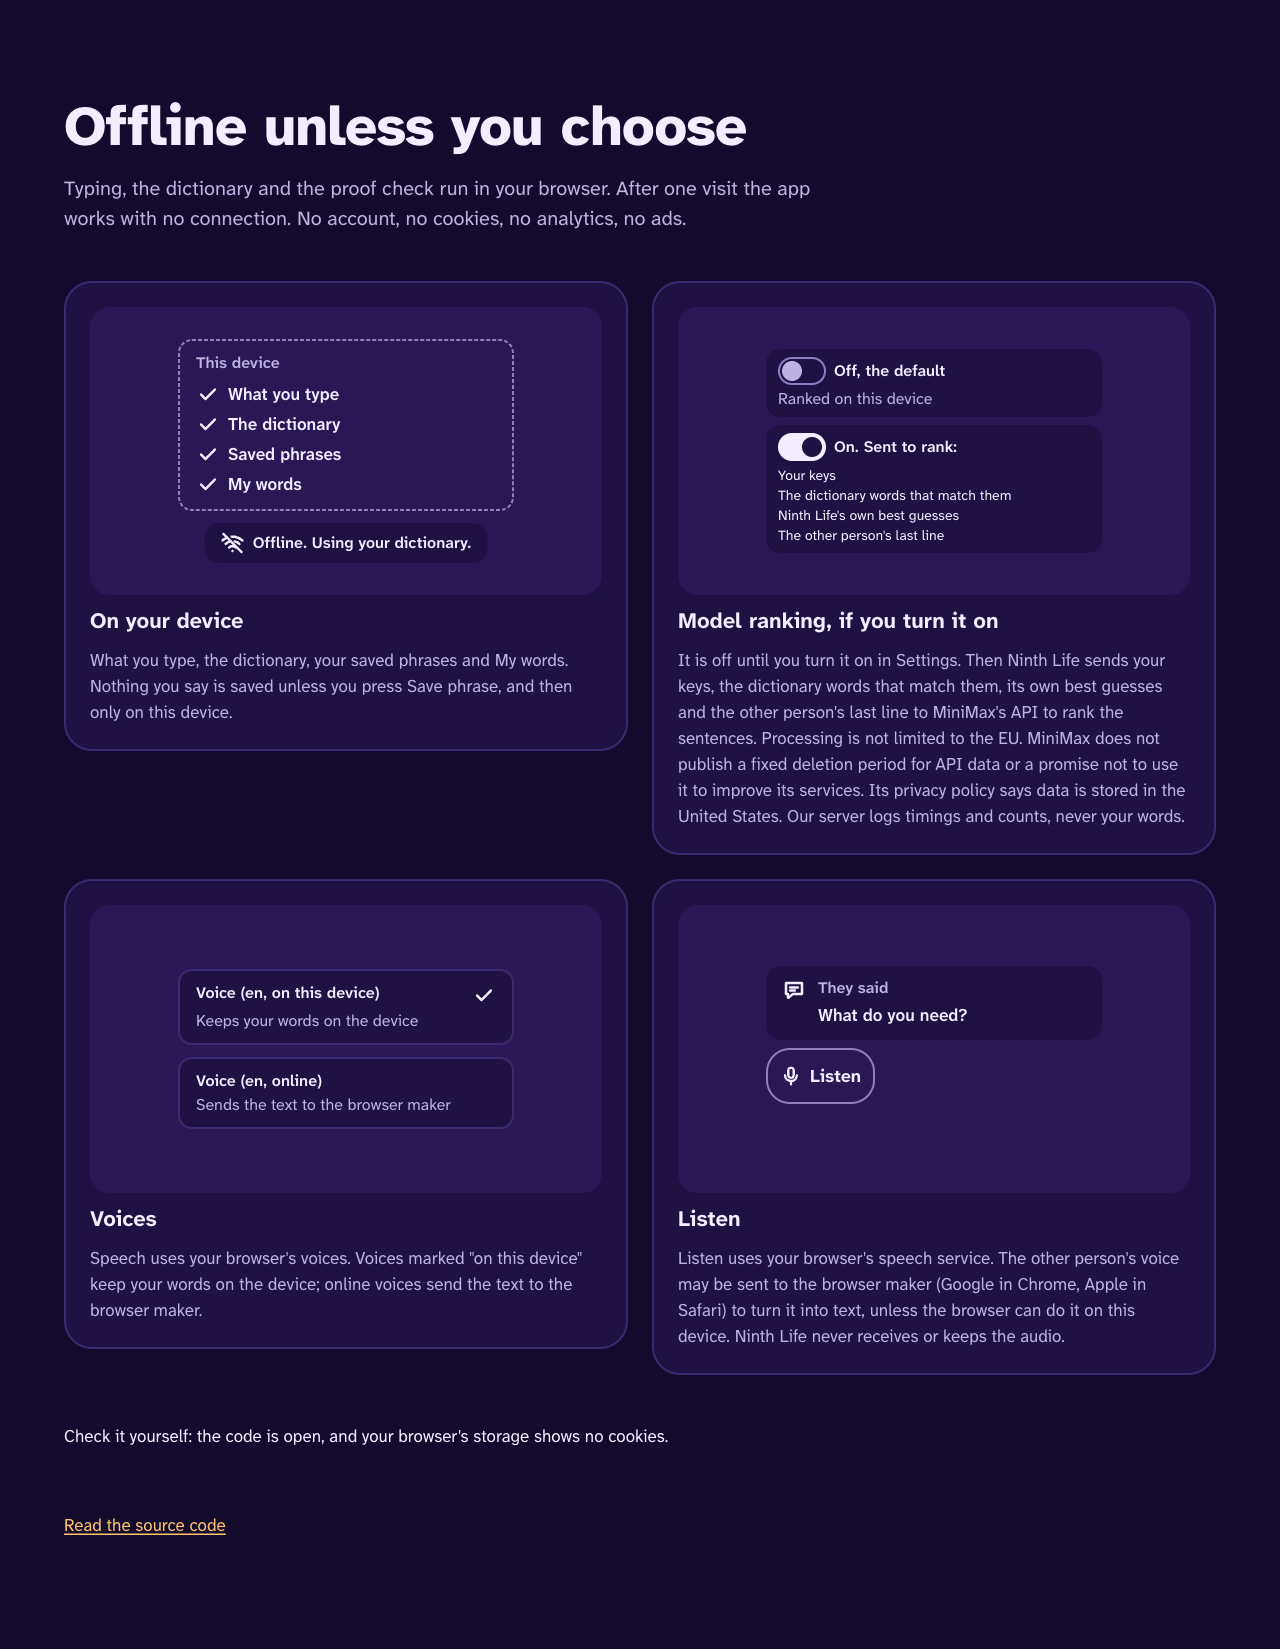 Offline unless you choose
Typing, the dictionary and the proof check run in your browser. After one visit the app
works with no connection. No account, no cookies, no analytics, no ads.
This device
What you type
The dictionary
Saved phrases
My words
Offline. Using your dictionary.
On your device
What you type, the dictionary, your saved phrases and My words.
Nothing you say is saved unless you press Save phrase, and then
only on this device.
Off, the default
Ranked on this device
On. Sent to rank:
Your keys
The dictionary words that match them
Ninth Life's own best guesses
The other person's last line
Model ranking, if you turn it on
It is off until you turn it on in Settings. Then Ninth Life sends your
keys, the dictionary words that match them, its own best guesses
and the other person's last line to MiniMax's API to rank the
sentences. Processing is not limited to the EU. MiniMax does not
publish a fixed deletion period for API data or a promise not to use
it to improve its services. Its privacy policy says data is stored in the
United States. Our server logs timings and counts, never your words.
Voice (en, on this device)
Keeps your words on the device
Voice (en, online)
Sends the text to the browser maker
Voices
Speech uses your browser's voices. Voices marked "on this device"
keep your words on the device; online voices send the text to the
browser maker.
They said
What do you need?
Listen
Listen
Listen uses your browser's speech service. The other person's voice
may be sent to the browser maker (Google in Chrome, Apple in
Safari) to turn it into text, unless the browser can do it on this
device. Ninth Life never receives or keeps the audio.
Check it yourself: the code is open, and your browser's storage shows no cookies.
Read the source code